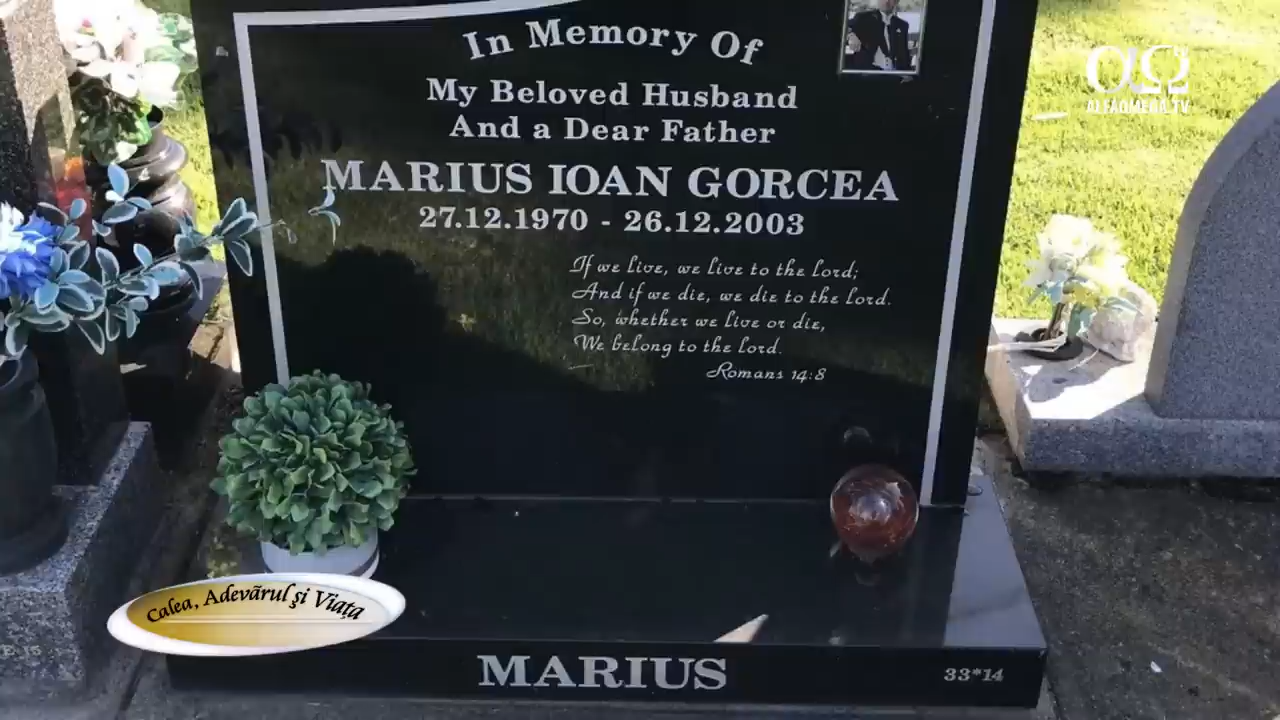 In Memory Of
My Beloved Husband
And a Dear Father
MARIUS IOAN GORCEA
27.12.1970 - 26.12.2003
If we live, we live to the lord;
And if we die, we die to the lord.
So, whether we live or die,
We belong to the lord.
Romans 14:8
MARIUS
33*14
ALFAOMEGA.TV
Calea, Adevărul și Viața